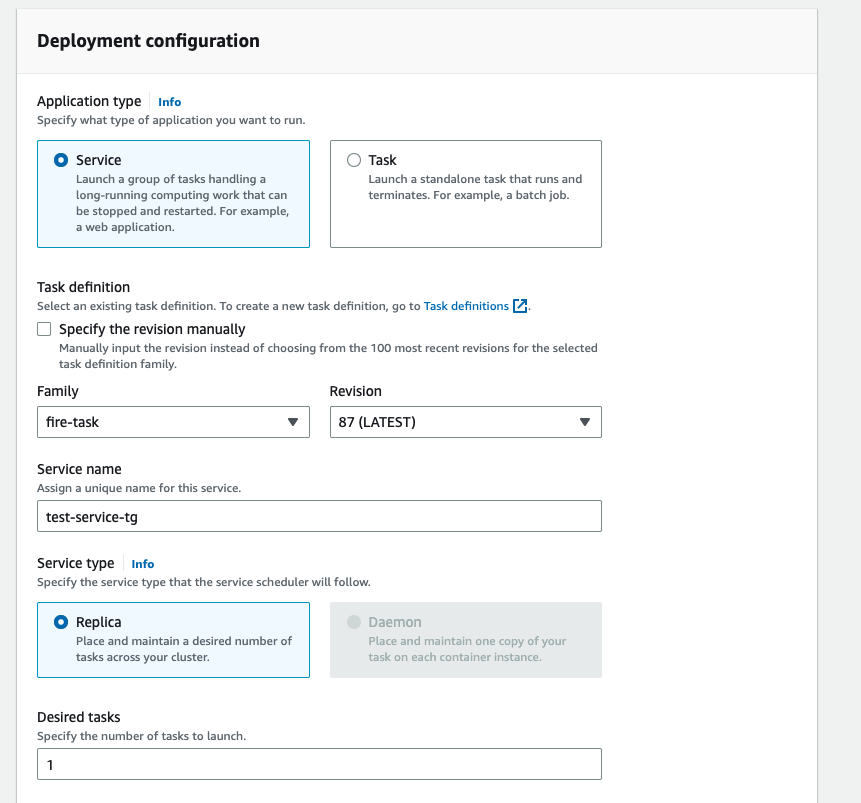 Deployment configuration
Application type Info
Specify what type of application you want to run.
Service
Launch a group of tasks handling a
long-running computing work that can
be stopped and restarted. For example,
a web application.
Task
Launch a standalone task that runs and
terminates. For example, a batch job.
Task definition
Select an existing task definition. To create a new task definition, go to Task definitions.
Specify the revision manually
Manually input the revision instead of choosing from the 100 most recent revisions for the selected
task definition family.
Family
fire-task
Revision
87 (LATEST)
Service name
Assign a unique name for this service.
test-service-tg
Service type Info
Specify the service type that the service scheduler will follow.
Replica
Place and maintain a desired number of
tasks across your cluster.
Daemon
Place and maintain one copy of your
task on each container instance.
Desired tasks
Specify the number of tasks to launch.
1